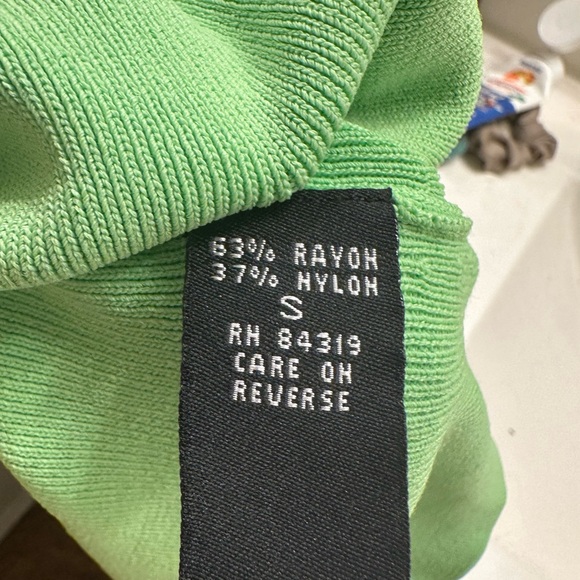 63% RAYON
37% NYLON
S
RN 84319
CARE ON
REVERSE